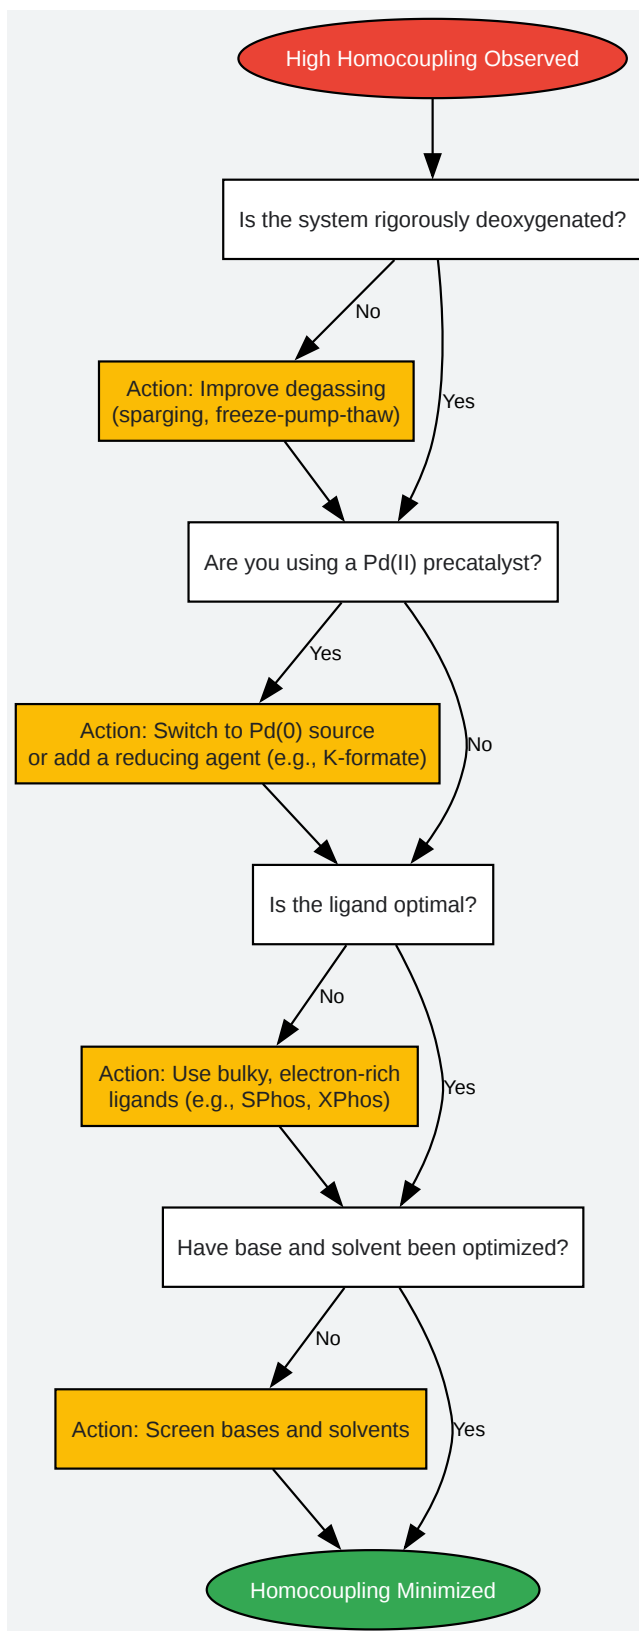 High Homocoupling Observed
Is the system rigorously deoxygenated?
No
Action: Improve degassing
(sparging, freeze-pump-thaw)
Yes
Are you using a Pd(II) precatalyst?
Yes
Action: Switch to Pd(0) source
or add a reducing agent (e.g., K-formate)
No
Is the ligand optimal?
No
Action: Use bulky, electron-rich
ligands (e.g., SPhos, XPhos)
Yes
Have base and solvent been optimized?
No
Action: Screen bases and solvents
Yes
Homocoupling Minimized